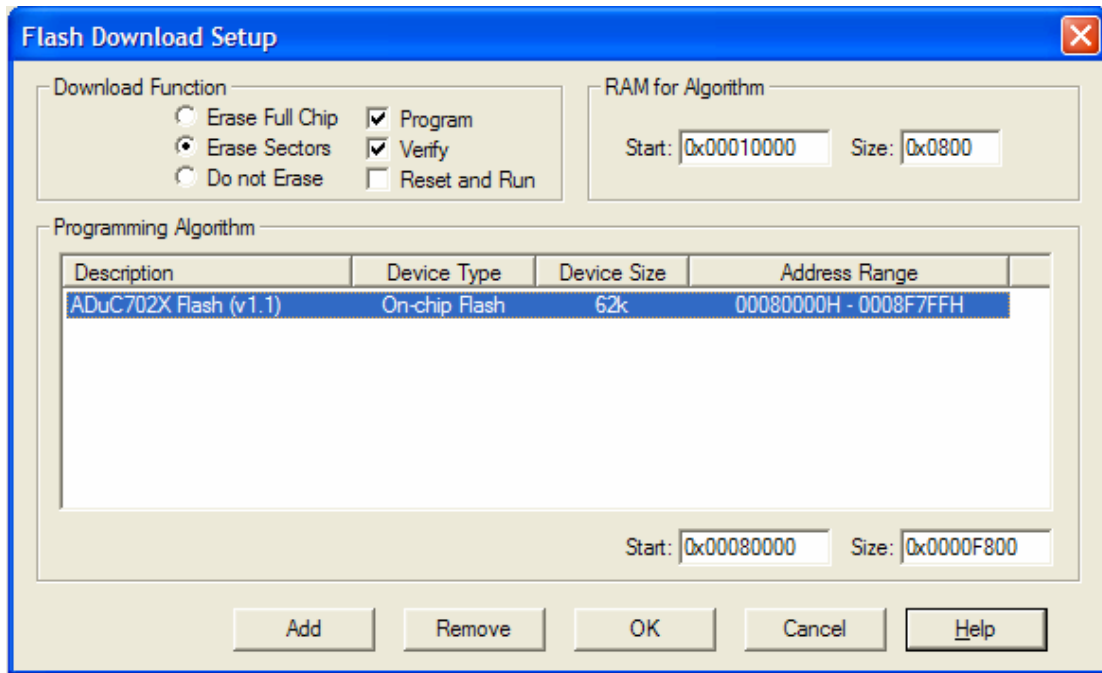 Flash Download Setup
Download Function
Erase Full Chip
Erase Sectors
Do not Erase
Program
Verify
Reset and Run
RAM for Algorithm
Start: 0x00010000 Size: 0x0800
Programming Algorithm
Description Device Type Device Size Address Range
ADuC702X Flash (v1.1) On-chip Flash 62k 00080000H - 0008F7FFH
Start: 0x00080000 Size: 0x0000F800
Add Remove OK Cancel Help